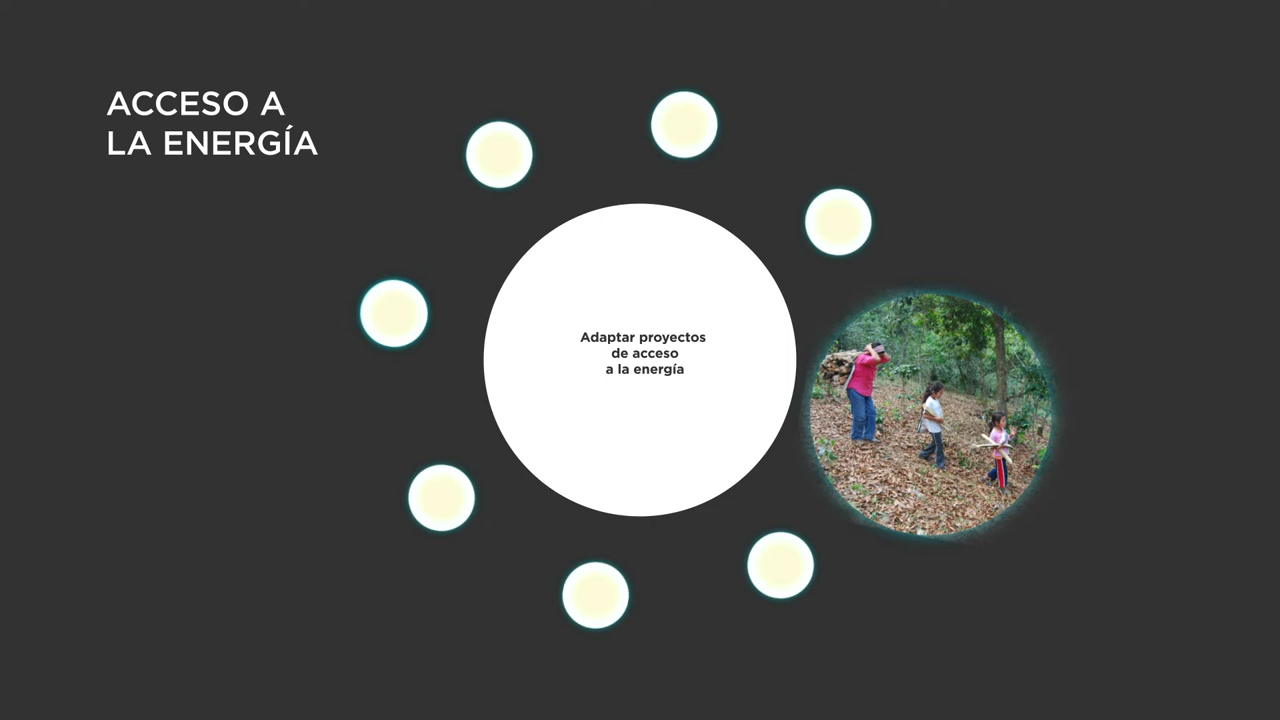 ACCESO A
LA ENERGÍA
Adaptar proyectos
de acceso
a la energía